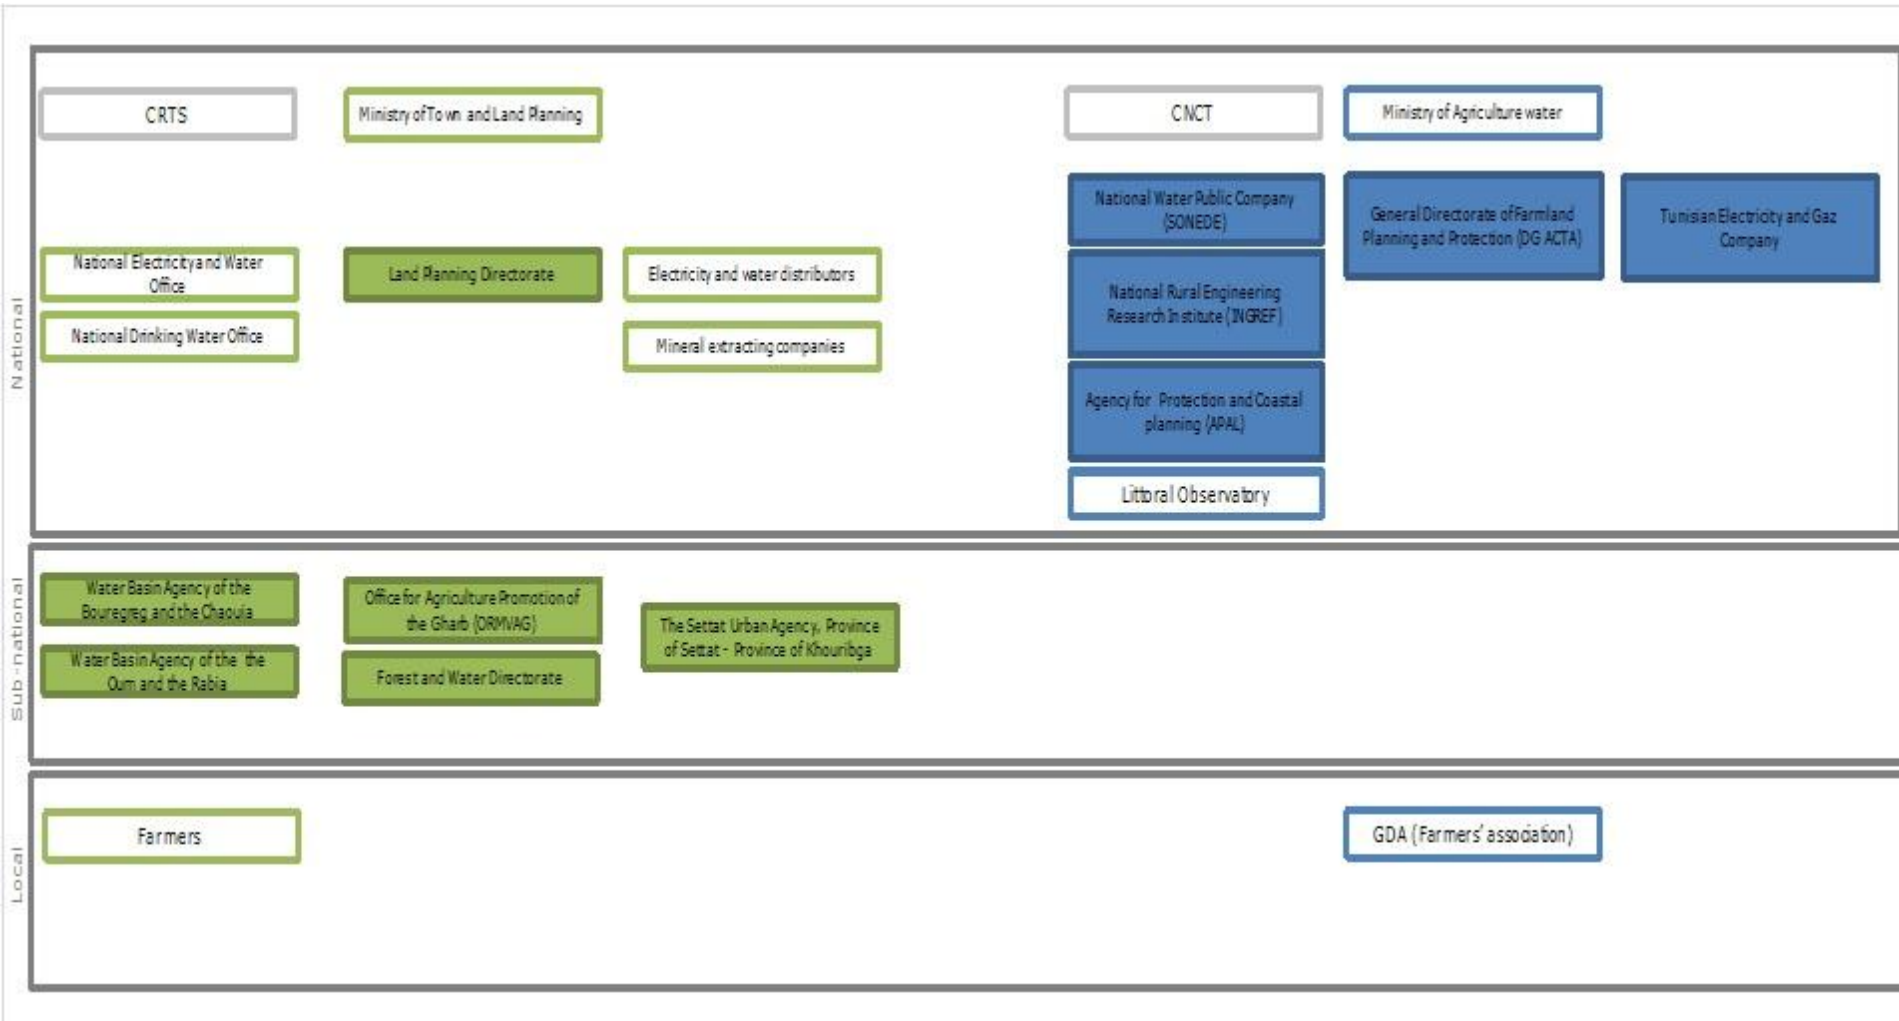 National
CRTS
Ministry of Town and Land Planning
CNCT
Ministry of Agriculture water
National Water Public Company
(SONEDE)
General Directorate of Farmland
Planning and Protection (DG ACTA)
Tunisian Electricity and Gaz
Company
National Electricity and Water
Office
Land Planning Directorate
Electricity and water distributors
National Rural Engineering
Research Institute (INGREF)
National Drinking Water Office
Mineral extracting companies
Agency for Protection and Coastal
planning (APAL)
Littoral Observatory
Sub-national
Water Basin Agency of the
Bouregreg and the Chaouia
Office for Agriculture Promotion of
the Gharb (ORMVAG)
The Settat Urban Agency, Province
of Settat - Province of Khouribga
Water Basin Agency of the the
Oum and the Rabia
Forest and Water Directorate
Local
Farmers
GDA (Farmers' association)